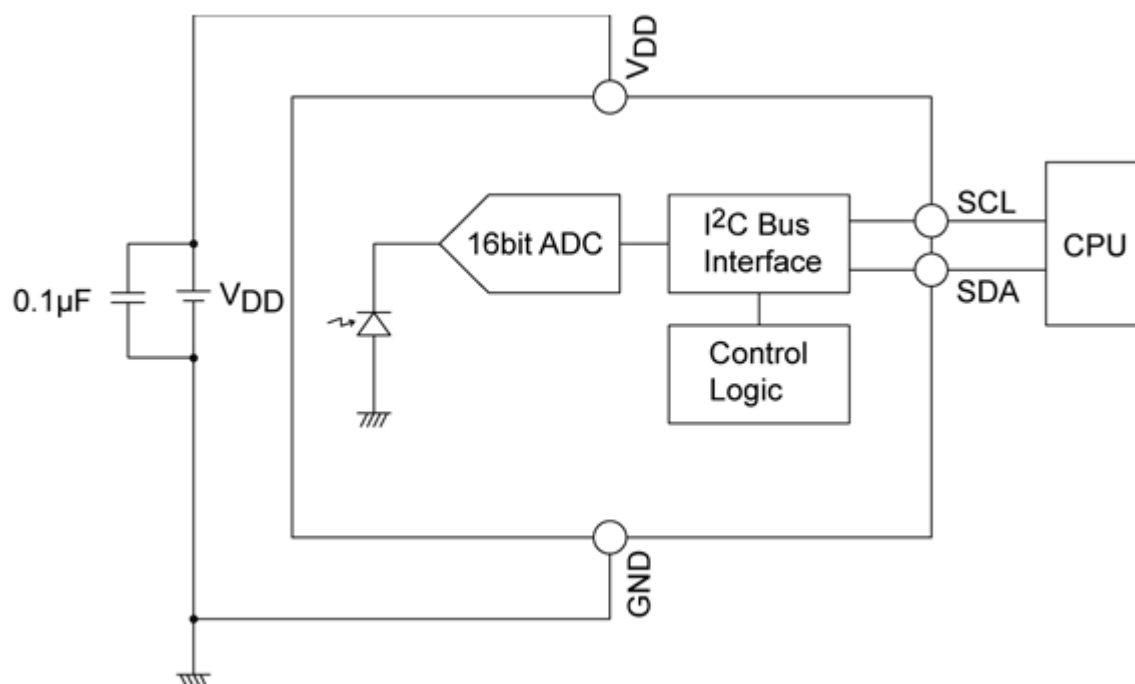 VDD
SCL
I²C Bus
Interface
16bit ADC
CPU
SDA
0.1µF
VDD
Control
Logic
GND